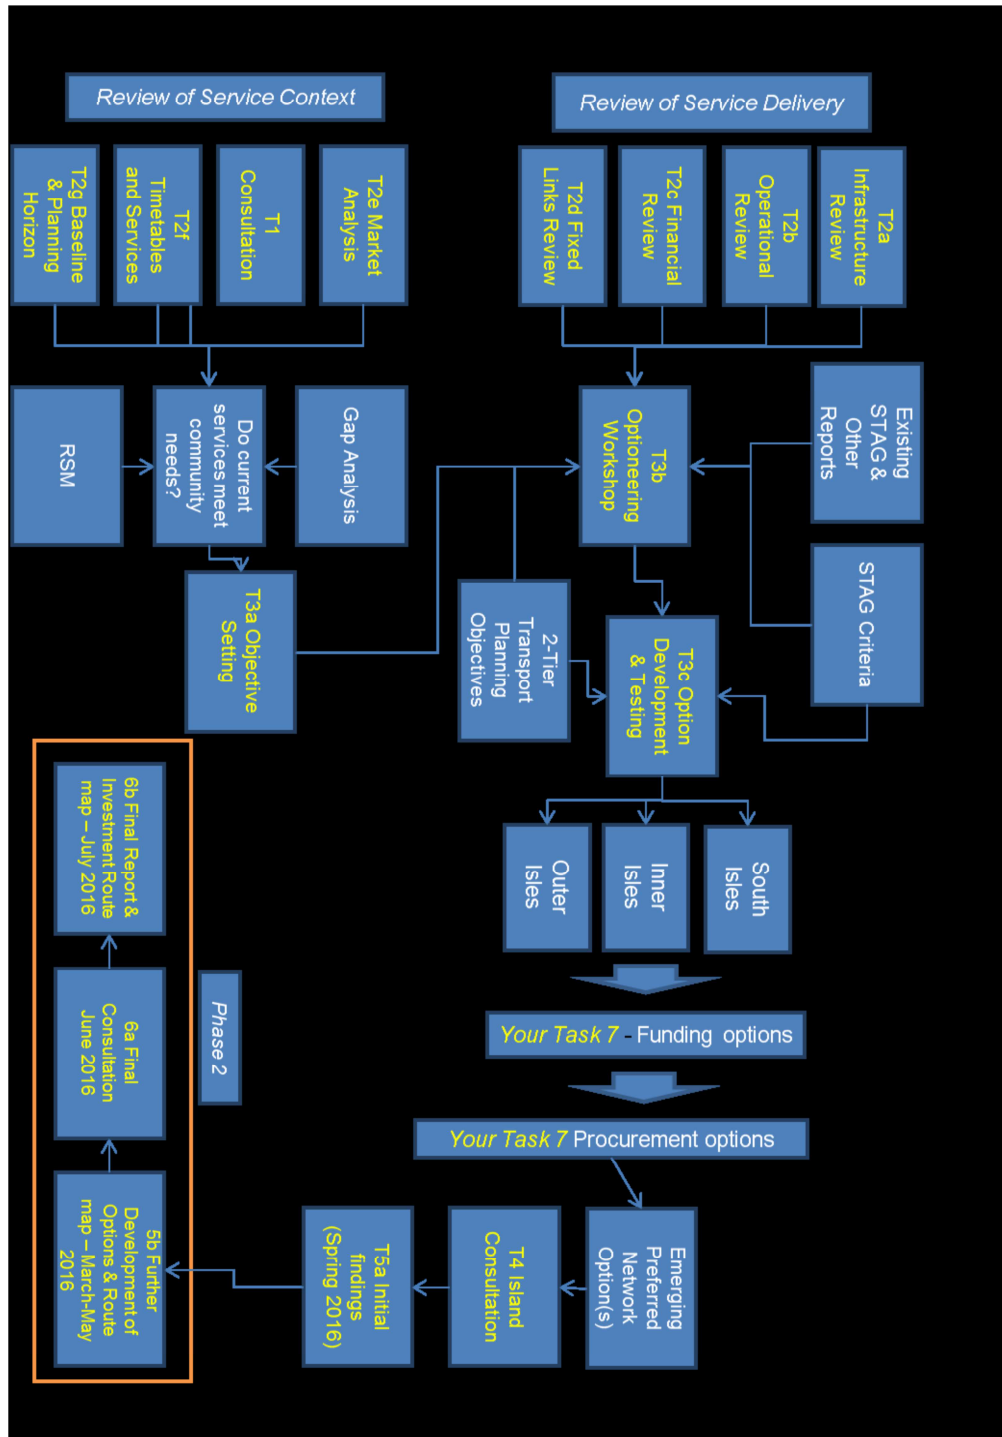 Review of Service Context
Review of Service Delivery
T2g Baseline
& Planning
Horizon
T2f
Timetables
and Services
T1
Consultation
T2e Market
Analysis
T2d Fixed
Links Review
T2c Financial
Review
T2b
Operational
Review
T2a
Infrastructure
Review
RSM
Do current
services meet
community
needs?
Gap Analysis
T3b
Optioneering
Workshop
Existing
STAG &
Other
Reports
T3a Objective
Setting
2-Tier
Transport
Planning
Objectives
T3c Option
Development
& Testing
STAG Criteria
Outer
Isles
Inner
Isles
South
Isles
Your Task 7 - Funding options
Your Task 7 Procurement options
Emerging
Preferred
Network
Option(s)
T4 Island
Consultation
T5a Initial
findings
(Spring 2016)
Phase 2
5b Further
Development of
Options & Route
map – March-May
2016
6a Final
Consultation
June 2016
6b Final Report &
Investment Route
map – July 2016